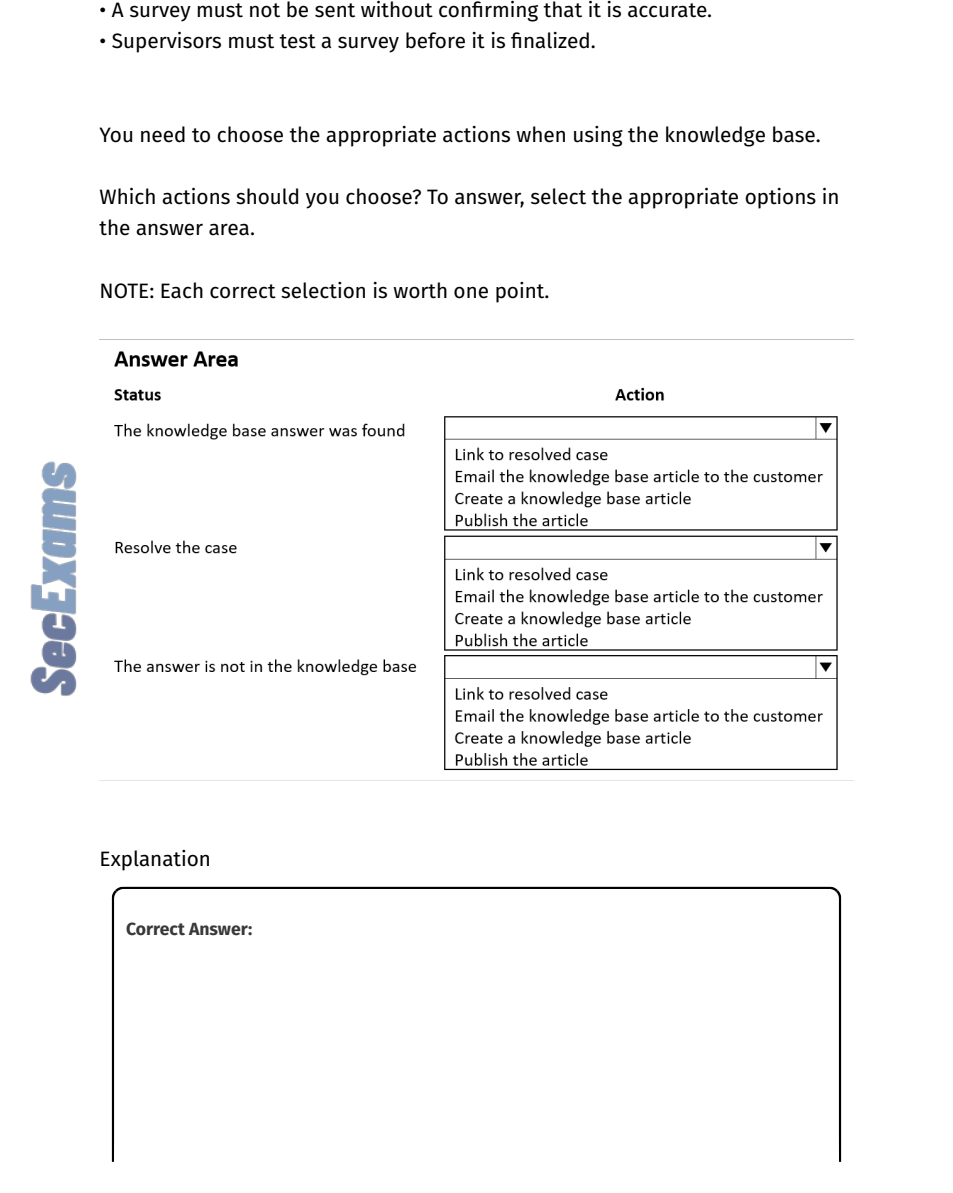 • A survey must not be sent without confirming that it is accurate.
• Supervisors must test a survey before it is finalized.
You need to choose the appropriate actions when using the knowledge base.
Which actions should you choose? To answer, select the appropriate options in
the answer area.
NOTE: Each correct selection is worth one point.
Answer Area
Status Action
The knowledge base answer was found
Link to resolved case
Email the knowledge base article to the customer
Create a knowledge base article
Publish the article
Resolve the case
Link to resolved case
Email the knowledge base article to the customer
Create a knowledge base article
Publish the article
The answer is not in the knowledge base
Link to resolved case
Email the knowledge base article to the customer
Create a knowledge base article
Publish the article
SecExams
Explanation
Correct Answer: